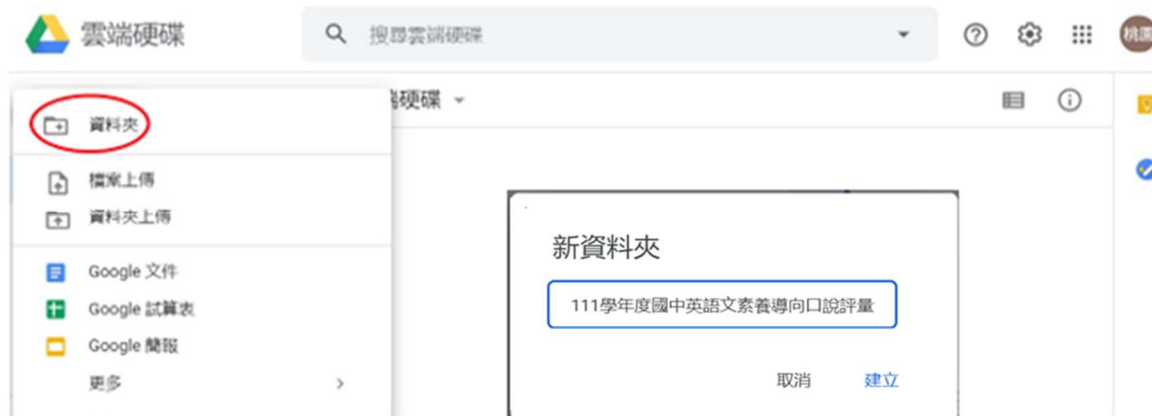 雲端硬碟
搜尋雲端硬碟
桃園
端硬碟
資料夾
檔案上傳
資料夾上傳
Google 文件
Google 試算表
Google 簡報
更多
新資料夾
111學年度國中英語文素養導向口說評量
取消
建立